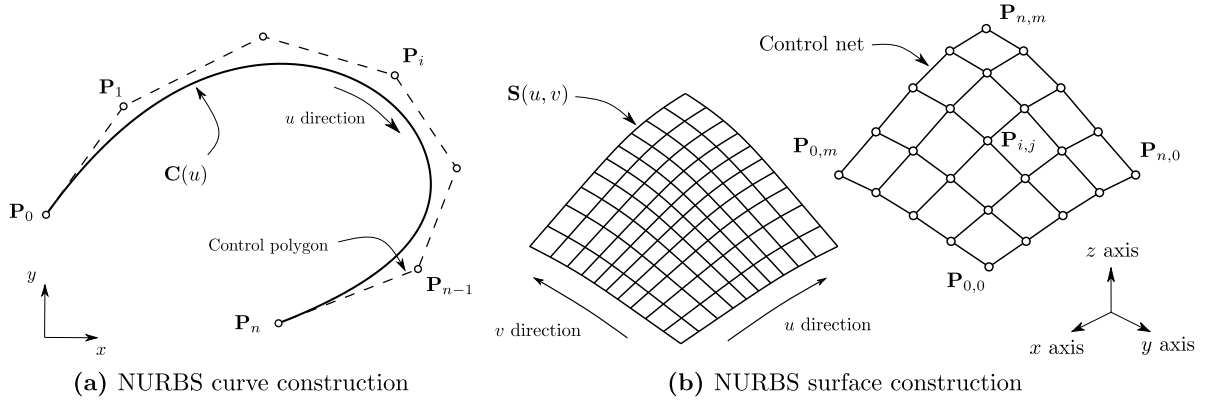 P_i
P_1
u direction
C(u)
P_0
Control polygon
P_{n−1}
P_n
y
x
(a) NURBS curve construction
P_{n,m}
Control net
S(u, v)
P_{0,m}
P_{i,j}
P_{n,0}
P_{0,0}
z axis
v direction
u direction
x axis
y axis
(b) NURBS surface construction